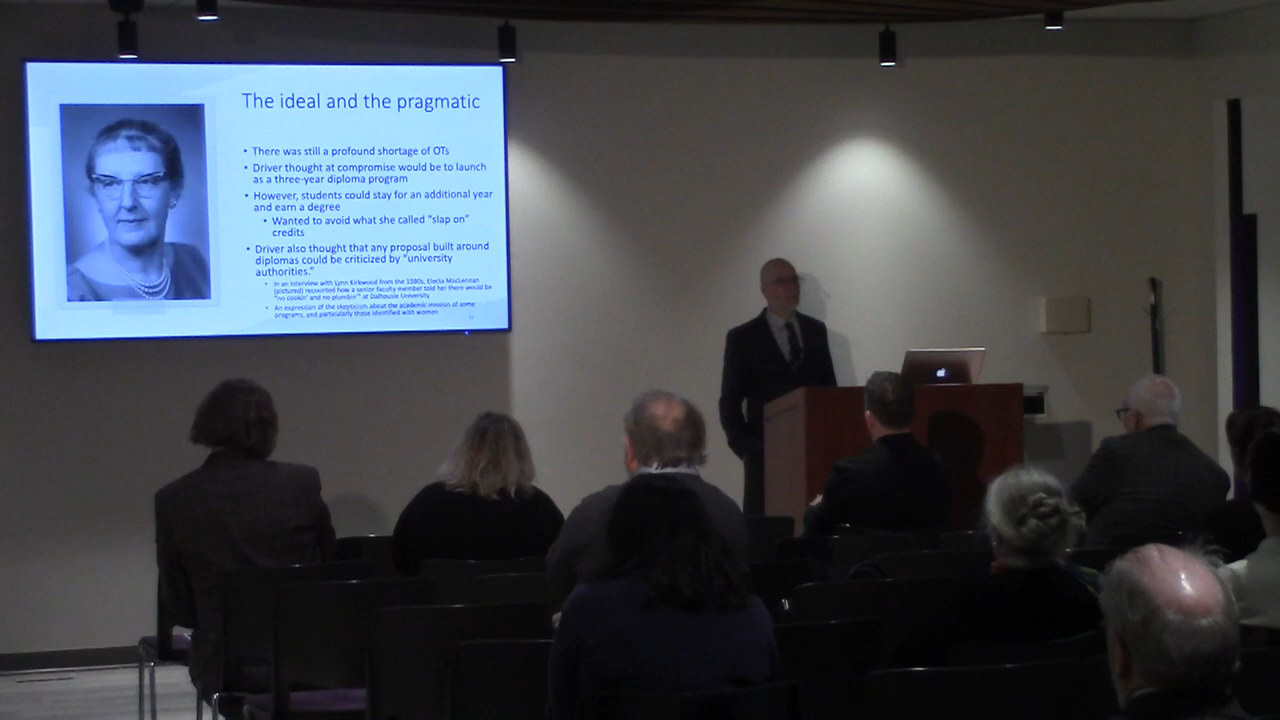 The ideal and the pragmatic
• There was still a profound shortage of OTs
• Driver thought at compromise would be to launch
as a three-year diploma program
• However, students could stay for an additional year
and earn a degree
• Wanted to avoid what she called "slap on"
credits
• Driver also thought that any proposal built around
diplomas could be criticized by "university
authorities."
• In an interview with Lynn Kirkwood from the 1980s, Electa MacLennan
(pictured) recounted how a senior faculty member told her there would be
"no cookin' and no plumbin'" at Dalhousie University
• An expression of the skepticism about the academic mission of some
programs, and particularly those identified with women